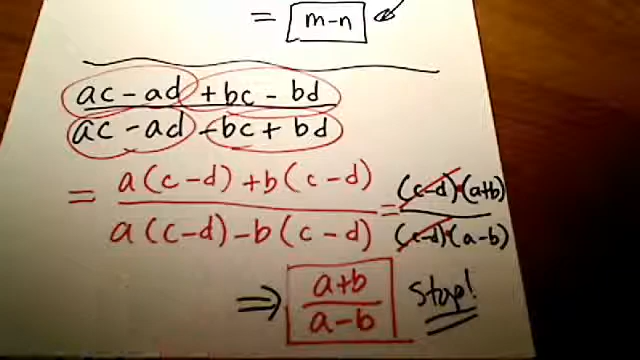 = m-n
ac - ad + bc - bd
ac - ad - bc + bd
= a(c-d) + b(c-d)
a(c-d) - b(c-d)
= (c-d)·(a+b)
(c-d)·(a-b)
⇒ a+b
a-b
Stop!